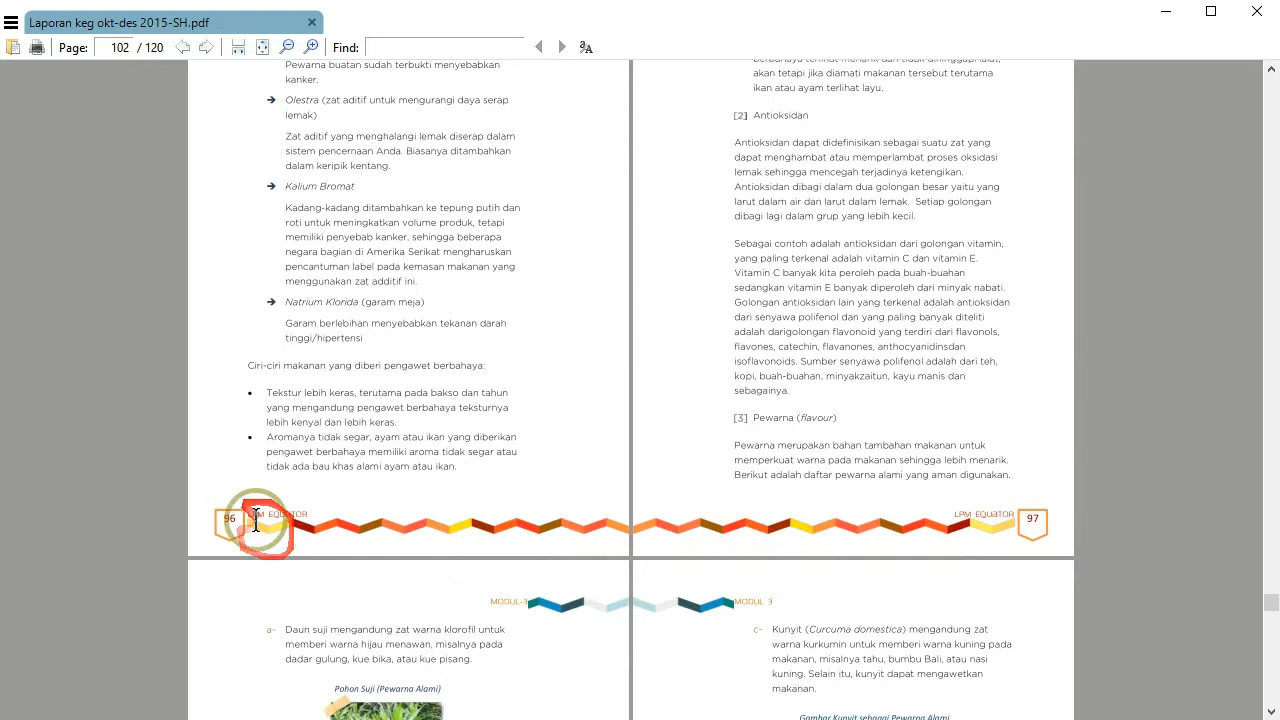 Laporan keg okt-des 2015-SH.pdf
Page: 102 / 120
Find:
Pewarna buatan sudah terbukti menyebabkan
kanker.
Olestra (zat aditif untuk mengurangi daya serap
lemak)
Zat aditif yang menghalangi lemak diserap dalam
sistem pencernaan Anda. Biasanya ditambahkan
dalam keripik kentang.
Kalium Bromat
Kadang-kadang ditambahkan ke tepung putih dan
roti untuk meningkatkan volume produk, tetapi
memiliki penyebab kanker, sehingga beberapa
negara bagian di Amerika Serikat mengharuskan
pencantuman label pada kemasan makanan yang
menggunakan zat additif ini.
Natrium Klorida (garam meja)
Garam berlebihan menyebabkan tekanan darah
tinggi/hipertensi
Ciri-ciri makanan yang diberi pengawet berbahaya:
• Tekstur lebih keras, terutama pada bakso dan tahun
yang mengandung pengawet berbahaya teksturnya
lebih kenyal dan lebih keras.
• Aromanya tidak segar, ayam atau ikan yang diberikan
pengawet berbahaya memiliki aroma tidak segar atau
tidak ada bau khas alami ayam atau ikan.
96
LPM EQUATOR
berbahaya terlihat menarik dan tidak dihinggapi lalat,
akan tetapi jika diamati makanan tersebut terutama
ikan atau ayam terlihat layu.
[2] Antioksidan
Antioksidan dapat didefinisikan sebagai suatu zat yang
dapat menghambat atau memperlambat proses oksidasi
lemak sehingga mencegah terjadinya ketengikan.
Antioksidan dibagi dalam dua golongan besar yaitu yang
larut dalam air dan larut dalam lemak. Setiap golongan
dibagi lagi dalam grup yang lebih kecil.
Sebagai contoh adalah antioksidan dari golongan vitamin,
yang paling terkenal adalah vitamin C dan vitamin E.
Vitamin C banyak kita peroleh pada buah-buahan
sedangkan vitamin E banyak diperoleh dari minyak nabati.
Golongan antioksidan lain yang terkenal adalah antioksidan
dari senyawa polifenol dan yang paling banyak diteliti
adalah darigolongan flavonoid yang terdiri dari flavonols,
flavones, catechin, flavanones, anthocyanidinsdan
isoflavonoids. Sumber senyawa polifenol adalah dari teh,
kopi, buah-buahan, minyakzaitun, kayu manis dan
sebagainya.
[3] Pewarna (flavour)
Pewarna merupakan bahan tambahan makanan untuk
memperkuat warna pada makanan sehingga lebih menarik.
Berikut adalah daftar pewarna alami yang aman digunakan.
LPM EQUATOR
97
MODUL-3
a- Daun suji mengandung zat warna klorofil untuk
memberi warna hijau menawan, misalnya pada
dadar gulung, kue bika, atau kue pisang.
Pohon Suji (Pewarna Alami)
MODUL 3
c- Kunyit (Curcuma domestica) mengandung zat
warna kurkumin untuk memberi warna kuning pada
makanan, misalnya tahu, bumbu Bali, atau nasi
kuning. Selain itu, kunyit dapat mengawetkan
makanan.
Gambar Kunyit sebagai Pewarna Alami